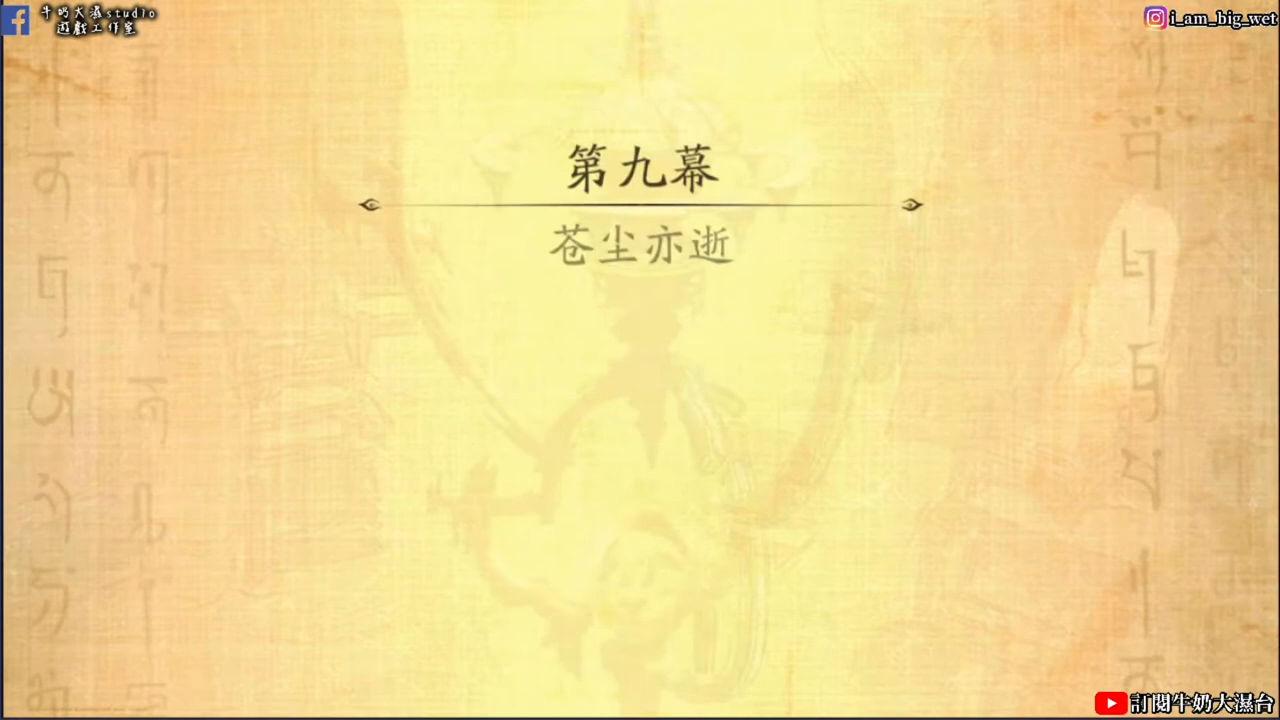 牛奶大濕studio
遊戲工作室
i_am_big_wet
第九幕
苍尘亦逝
訂閱牛奶大濕台